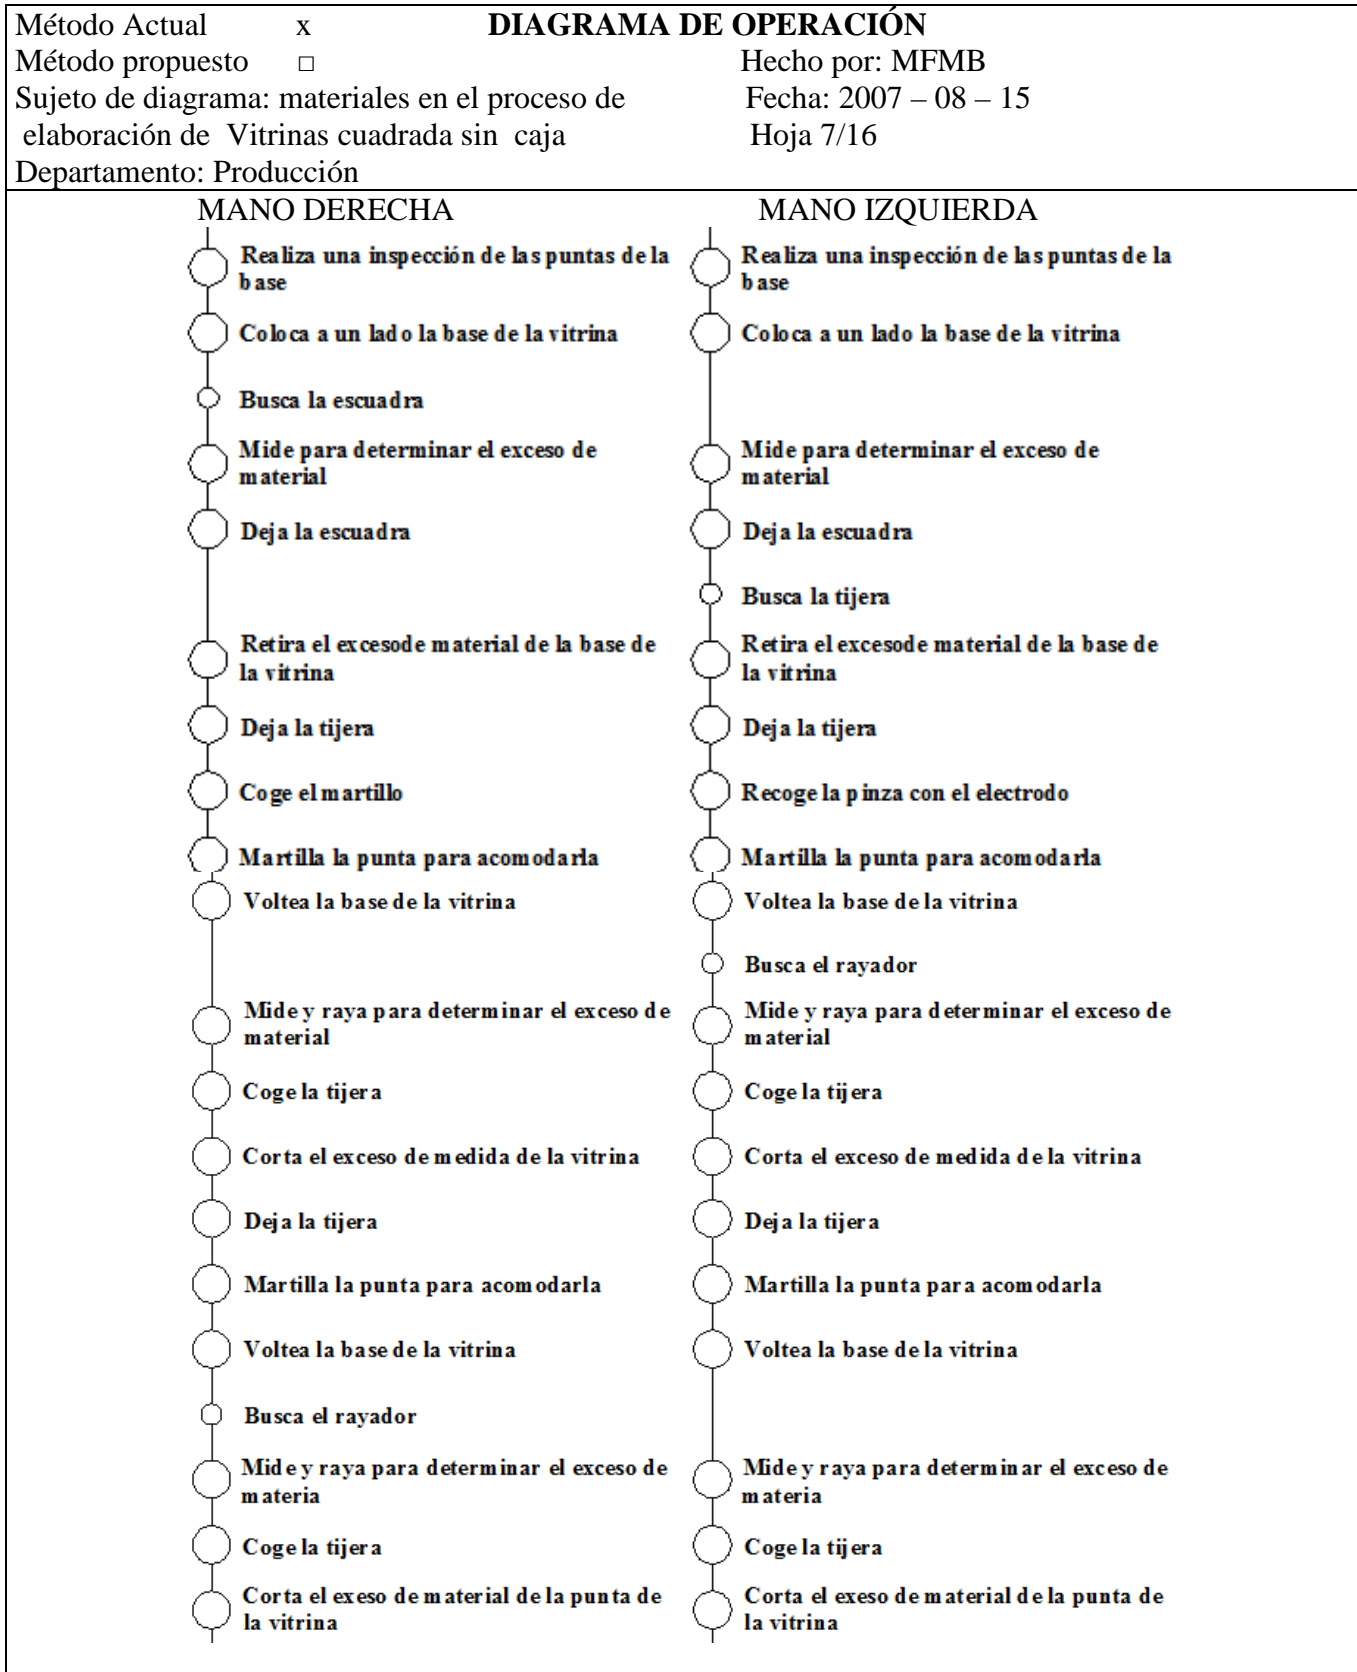 Método Actual x DIAGRAMA DE OPERACIÓN
Método propuesto □ Hecho por: MFMB
Sujeto de diagrama: materiales en el proceso de Fecha: 2007 – 08 – 15
elaboración de Vitrinas cuadrada sin caja Hoja 7/16
Departamento: Producción
MANO DERECHA MANO IZQUIERDA
Realiza una inspección de las puntas de la Realiza una inspección de las puntas de la
base base
Coloca a un lado la base de la vitrina Coloca a un lado la base de la vitrina
Busca la escuadra
Mide para determinar el exceso de Mide para determinar el exceso de
material material
Deja la escuadra Deja la escuadra
Busca la tijera
Retira el excesode material de la base de Retira el excesode material de la base de
la vitrina la vitrina
Deja la tijera Deja la tijera
Coge el martillo Recoge la pinza con el electrodo
Martilla la punta para acomodarla Martilla la punta para acomodarla
Voltea la base de la vitrina Voltea la base de la vitrina
Busca el rayador
Mide y raya para determinar el exceso de Mide y raya para determinar el exceso de
material material
Coge la tijera Coge la tijera
Corta el exceso de medida de la vitrina Corta el exceso de medida de la vitrina
Deja la tijera Deja la tijera
Martilla la punta para acomodarla Martilla la punta para acomodarla
Voltea la base de la vitrina Voltea la base de la vitrina
Busca el rayador
Mide y raya para determinar el exceso de Mide y raya para determinar el exceso de
materia materia
Coge la tijera Coge la tijera
Corta el exeso de material de la punta de Corta el exeso de material de la punta de
la vitrina la vitrina